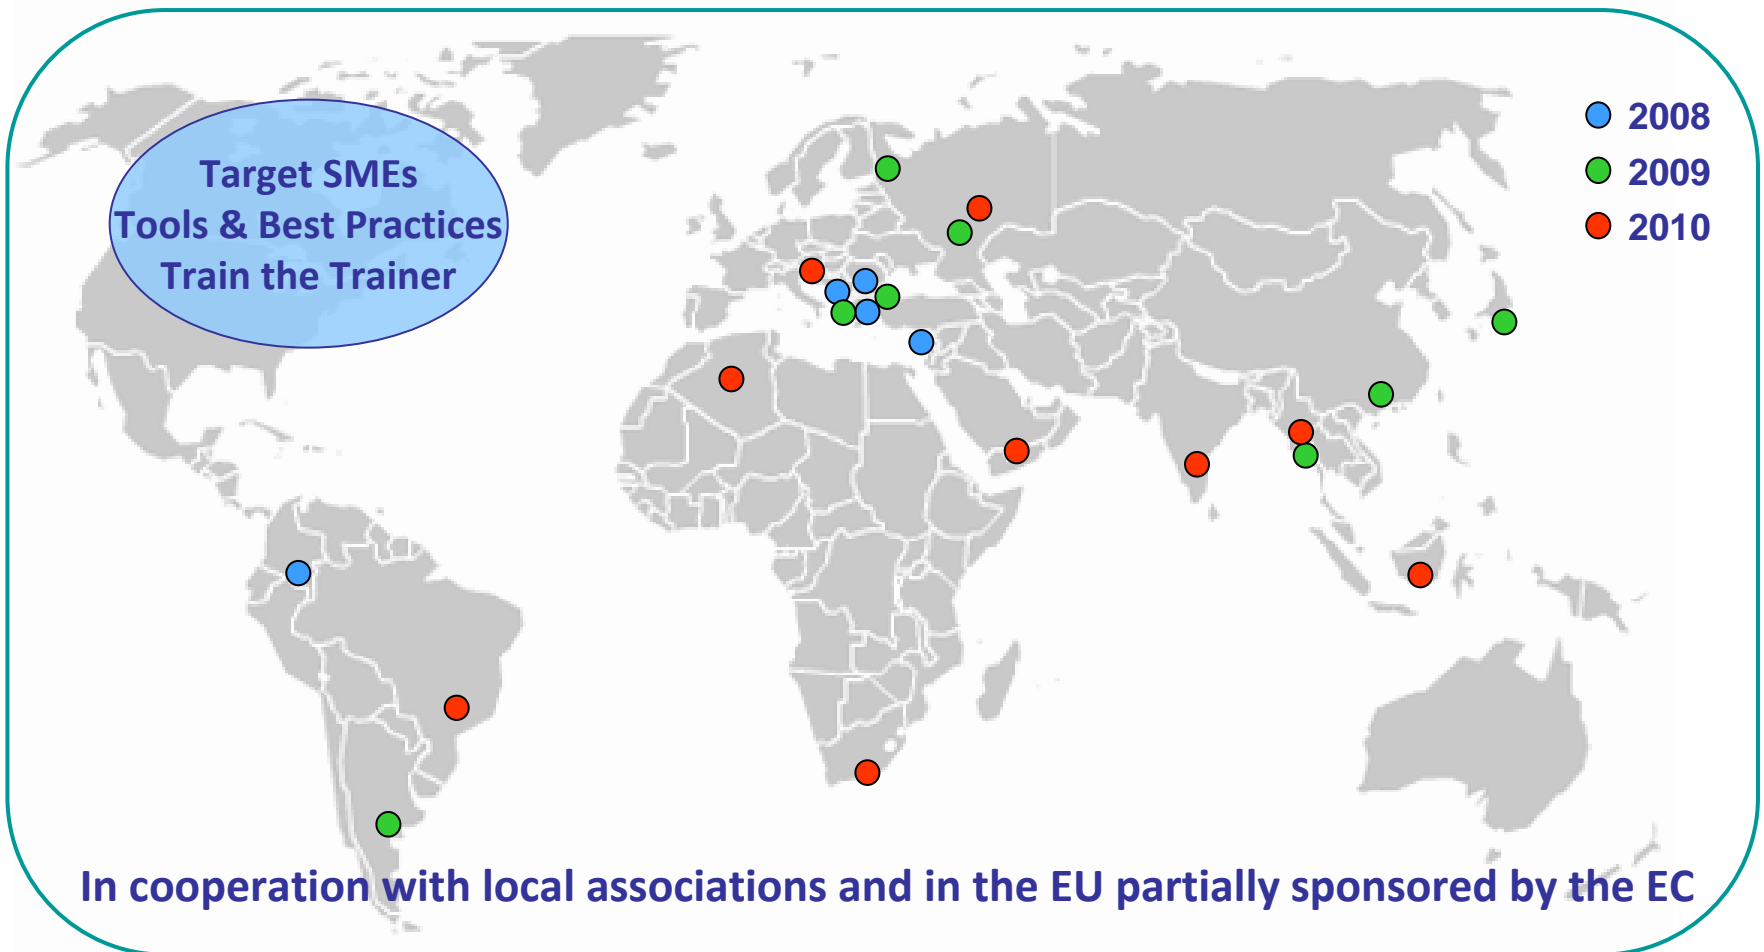 Target SMEs
Tools & Best Practices
Train the Trainer
2008
2009
2010
In cooperation with local associations and in the EU partially sponsored by the EC